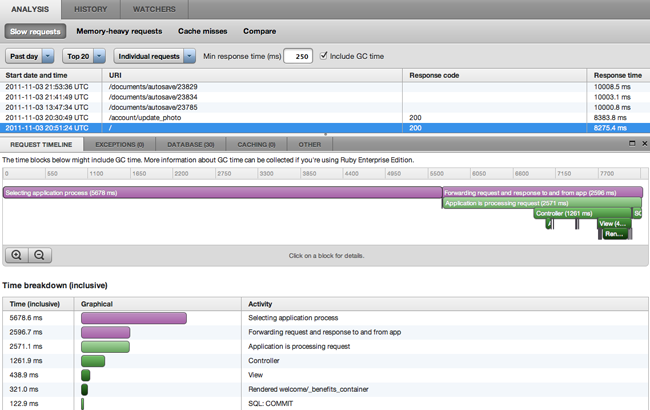 ANALYSIS HISTORY WATCHERS
Slow requests Memory-heavy requests Cache misses Compare
Past day Top 20 Individual requests Min response time (ms) 250 Include GC time
Start date and time URI Response code Response time
2011-11-03 21:53:36 UTC /documents/autosave/23829 10008.5 ms
2011-11-03 21:41:49 UTC /documents/autosave/23834 10003.1 ms
2011-11-03 13:47:34 UTC /documents/autosave/23785 10000.8 ms
2011-11-03 20:30:49 UTC /account/update_photo 200 8383.8 ms
2011-11-03 20:51:24 UTC / 200 8275.4 ms
REQUEST TIMELINE EXCEPTIONS (0) DATABASE (30) CACHING (0) OTHER
The time blocks below might include GC time. More information about GC time can be collected if you're using Ruby Enterprise Edition.
0 550 1100 1650 2200 2750 3300 3850 4400 4950 5500 6050 6600 7150 7700
Selecting application process (5678 ms) Forwarding request and response to and from app (2596 ms)
Application is processing request (2571 ms)
Controller (1261 ms) SC
View (4...
Ren...
Click on a block for details.
Time breakdown (inclusive)
Time (inclusive) Graphical Activity
5678.6 ms Selecting application process
2596.7 ms Forwarding request and response to and from app
2571.1 ms Application is processing request
1261.9 ms Controller
438.9 ms View
321.0 ms Rendered welcome/_benefits_container
122.9 ms SQL: COMMIT